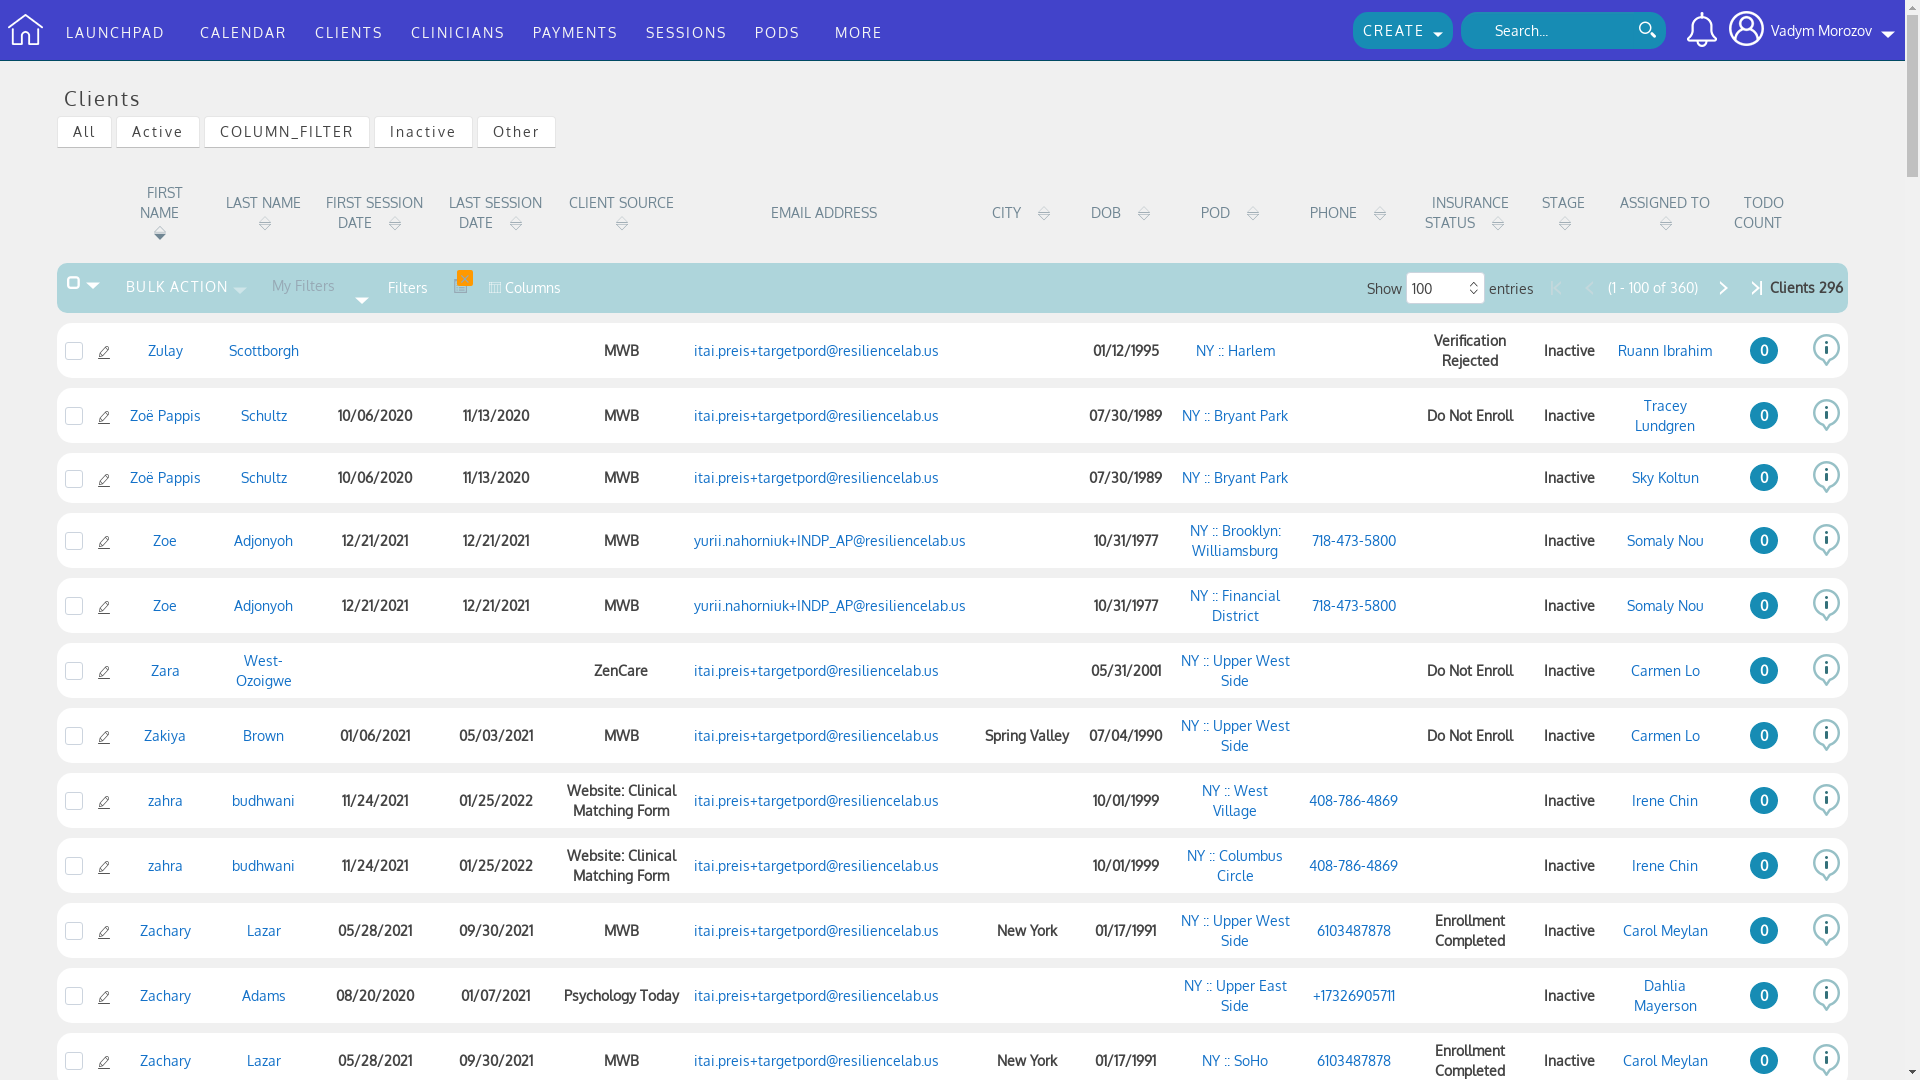 LAUNCHPAD CALENDAR CLIENTS CLINICIANS PAYMENTS SESSIONS PODS MORE CREATE Search... Vadym Morozov
Clients
All Active COLUMN_FILTER Inactive Other
FIRST NAME LAST NAME FIRST SESSION DATE LAST SESSION DATE CLIENT SOURCE EMAIL ADDRESS CITY DOB POD PHONE INSURANCE STATUS STAGE ASSIGNED TO TODO COUNT
BULK ACTION My Filters Filters Columns Show 100 entries (1 - 100 of 360) Clients 296
Zulay Scottborgh MWB itai.preis+targetpord@resiliencelab.us 01/12/1995 NY :: Harlem Verification Rejected Inactive Ruann Ibrahim 0
Zoë Pappis Schultz 10/06/2020 11/13/2020 MWB itai.preis+targetpord@resiliencelab.us 07/30/1989 NY :: Bryant Park Do Not Enroll Inactive Tracey Lundgren 0
Zoë Pappis Schultz 10/06/2020 11/13/2020 MWB itai.preis+targetpord@resiliencelab.us 07/30/1989 NY :: Bryant Park Inactive Sky Koltun 0
Zoe Adjonyoh 12/21/2021 12/21/2021 MWB yurii.nahorniuk+INDP_AP@resiliencelab.us 10/31/1977 NY :: Brooklyn: Williamsburg 718-473-5800 Inactive Somaly Nou 0
Zoe Adjonyoh 12/21/2021 12/21/2021 MWB yurii.nahorniuk+INDP_AP@resiliencelab.us 10/31/1977 NY :: Financial District 718-473-5800 Inactive Somaly Nou 0
Zara West-Ozoigwe ZenCare itai.preis+targetpord@resiliencelab.us 05/31/2001 NY :: Upper West Side Do Not Enroll Inactive Carmen Lo 0
Zakiya Brown 01/06/2021 05/03/2021 MWB itai.preis+targetpord@resiliencelab.us Spring Valley 07/04/1990 NY :: Upper West Side Do Not Enroll Inactive Carmen Lo 0
zahra budhwani 11/24/2021 01/25/2022 Website: Clinical Matching Form itai.preis+targetpord@resiliencelab.us 10/01/1999 NY :: West Village 408-786-4869 Inactive Irene Chin 0
zahra budhwani 11/24/2021 01/25/2022 Website: Clinical Matching Form itai.preis+targetpord@resiliencelab.us 10/01/1999 NY :: Columbus Circle 408-786-4869 Inactive Irene Chin 0
Zachary Lazar 05/28/2021 09/30/2021 MWB itai.preis+targetpord@resiliencelab.us New York 01/17/1991 NY :: Upper West Side 6103487878 Enrollment Completed Inactive Carol Meylan 0
Zachary Adams 08/20/2020 01/07/2021 Psychology Today itai.preis+targetpord@resiliencelab.us NY :: Upper East Side +17326905711 Inactive Dahlia Mayerson 0
Zachary Lazar 05/28/2021 09/30/2021 MWB itai.preis+targetpord@resiliencelab.us New York 01/17/1991 NY :: SoHo 6103487878 Enrollment Completed Inactive Carol Meylan 0